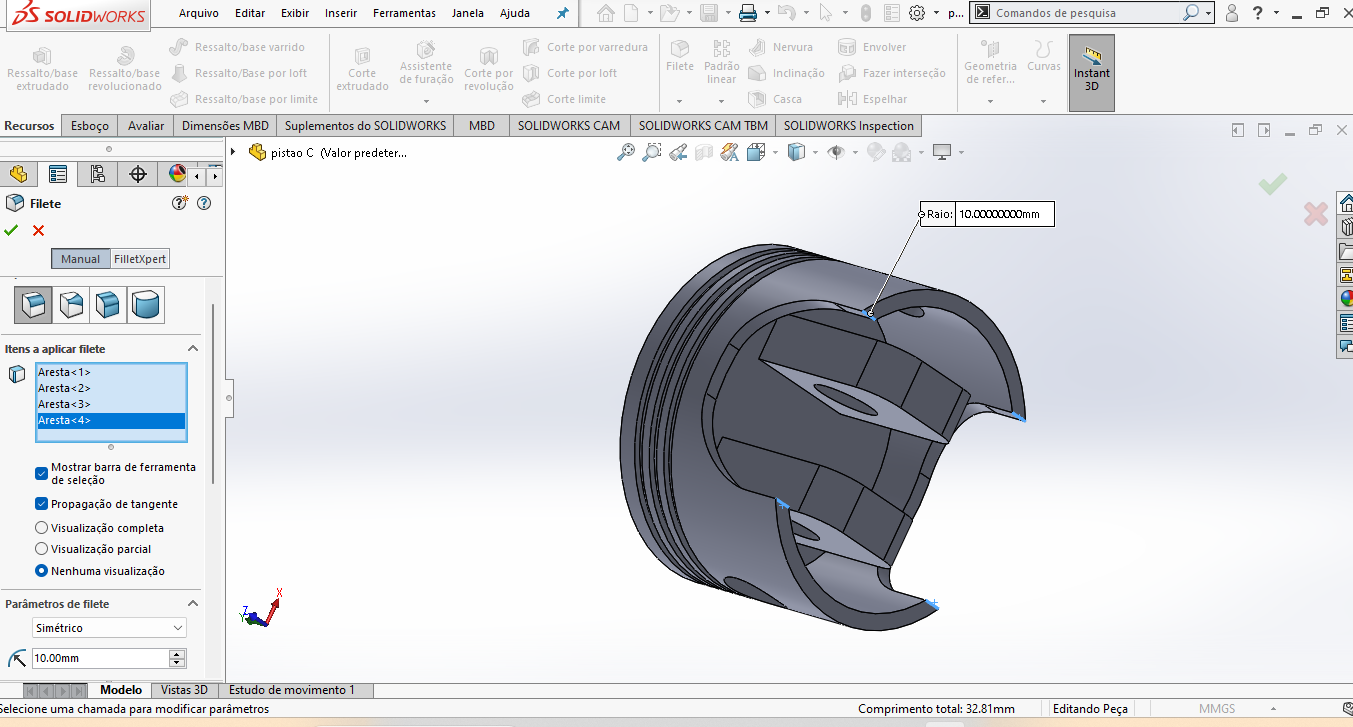 SOLIDWORKS
Arquivo Editar Exibir Inserir Ferramentas Janela Ajuda
p...
Comandos de pesquisa
?
Ressalto/base extrudado
Ressalto/base revolucionado
Ressalto/base varrido
Ressalto/Base por loft
Ressalto/base por limite
Corte extrudado
Assistente de furação
Corte por revolução
Corte por varredura
Corte por loft
Corte limite
Filete
Padrão linear
Nervura
Inclinação
Casca
Envolver
Fazer interseção
Espelhar
Geometria de refer...
Curvas
Instant 3D
Recursos Esboço Avaliar Dimensões MBD Suplementos do SOLIDWORKS MBD SOLIDWORKS CAM SOLIDWORKS CAM TBM SOLIDWORKS Inspection
pistao C (Valor predeter...
Filete
Manual FilletXpert
Itens a aplicar filete
Aresta<1>
Aresta<2>
Aresta<3>
Aresta<4>
Mostrar barra de ferramenta
de seleção
Propagação de tangente
Visualização completa
Visualização parcial
Nenhuma visualização
Parâmetros de filete
Simétrico
10.00mm
Raio: 10.00000000mm
X
Z
Y
Modelo Vistas 3D Estudo de movimento 1
Selecione uma chamada para modificar parâmetros
Comprimento total: 32.81mm
Editando Peça
MMGS